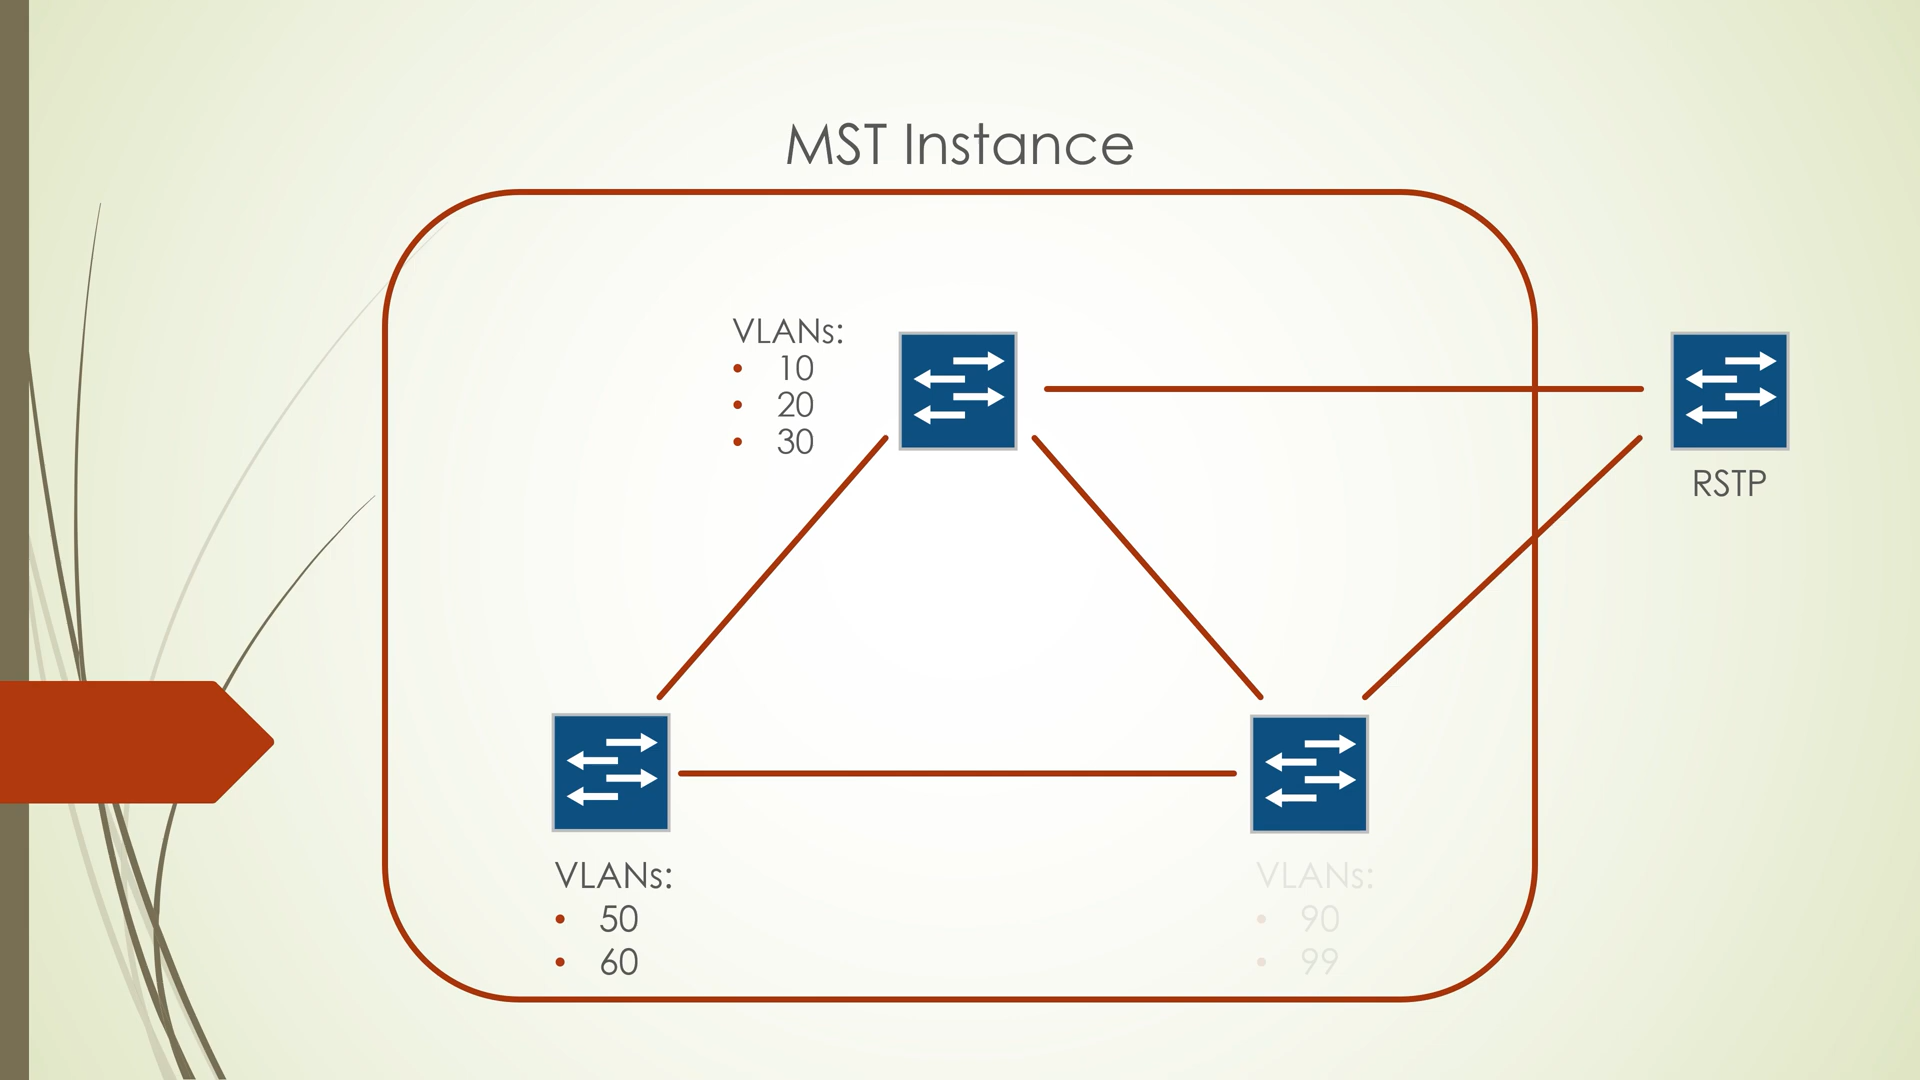 MST Instance
VLANs:
• 10
• 20
• 30
RSTP
VLANs:
• 50
• 60
VLANs:
• 90
• 99